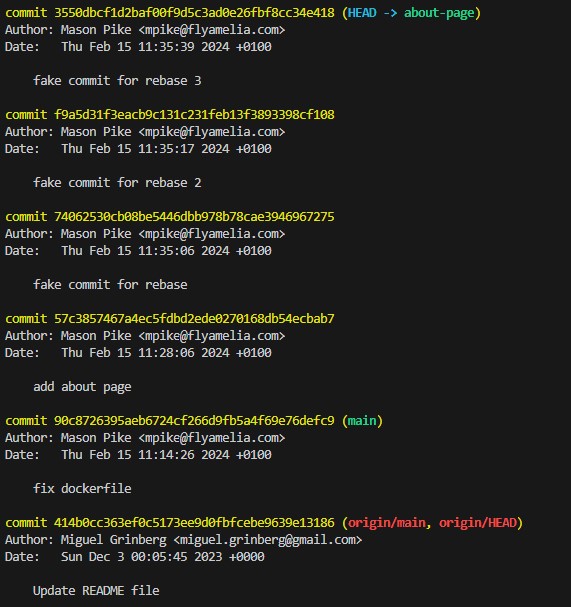 commit 3550dbcf1d2baf00f9d5c3ad0e26fbf8cc34e418 (HEAD -> about-page)
Author: Mason Pike <mpike@flyamelia.com>
Date:   Thu Feb 15 11:35:39 2024 +0100
fake commit for rebase 3
commit f9a5d31f3eacb9c131c231feb13f3893398cf108
Author: Mason Pike <mpike@flyamelia.com>
Date:   Thu Feb 15 11:35:17 2024 +0100
fake commit for rebase 2
commit 74062530cb08be5446dbb978b78cae3946967275
Author: Mason Pike <mpike@flyamelia.com>
Date:   Thu Feb 15 11:35:06 2024 +0100
fake commit for rebase
commit 57c3857467a4ec5fdbd2ede0270168db54ecbab7
Author: Mason Pike <mpike@flyamelia.com>
Date:   Thu Feb 15 11:28:06 2024 +0100
add about page
commit 90c8726395aeb6724cf266d9fb5a4f69e76defc9 (main)
Author: Mason Pike <mpike@flyamelia.com>
Date:   Thu Feb 15 11:14:26 2024 +0100
fix dockerfile
commit 414b0cc363ef0c5173ee9d0fbfcebe9639e13186 (origin/main, origin/HEAD)
Author: Miguel Grinberg <miguel.grinberg@gmail.com>
Date:   Sun Dec 3 00:05:45 2023 +0000
Update README file